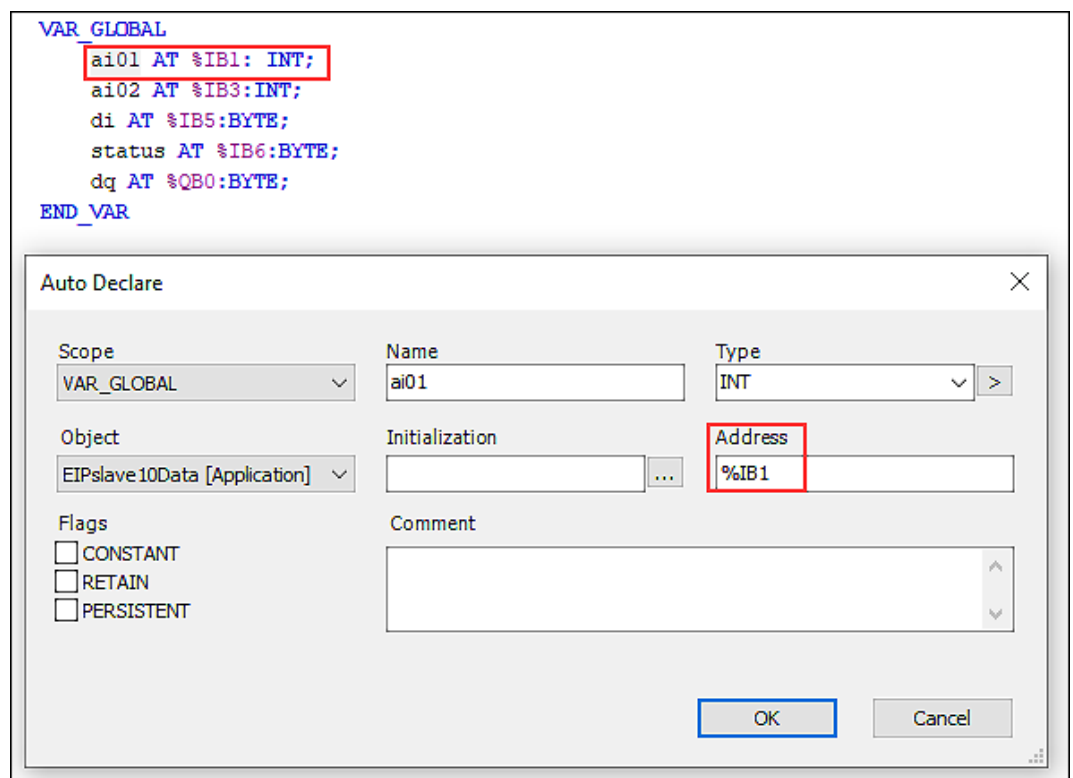 VAR_GLOBAL
ai01 AT %IB1: INT;
ai02 AT %IB3:INT;
di AT %IB5:BYTE;
status AT %IB6:BYTE;
dq AT %QB0:BYTE;
END_VAR
Auto Declare
Scope Name Type
VAR_GLOBAL ai01 INT >
Object Initialization Address
EIPslave10Data [Application] ... %IB1
Flags Comment
CONSTANT
RETAIN
PERSISTENT
OK Cancel